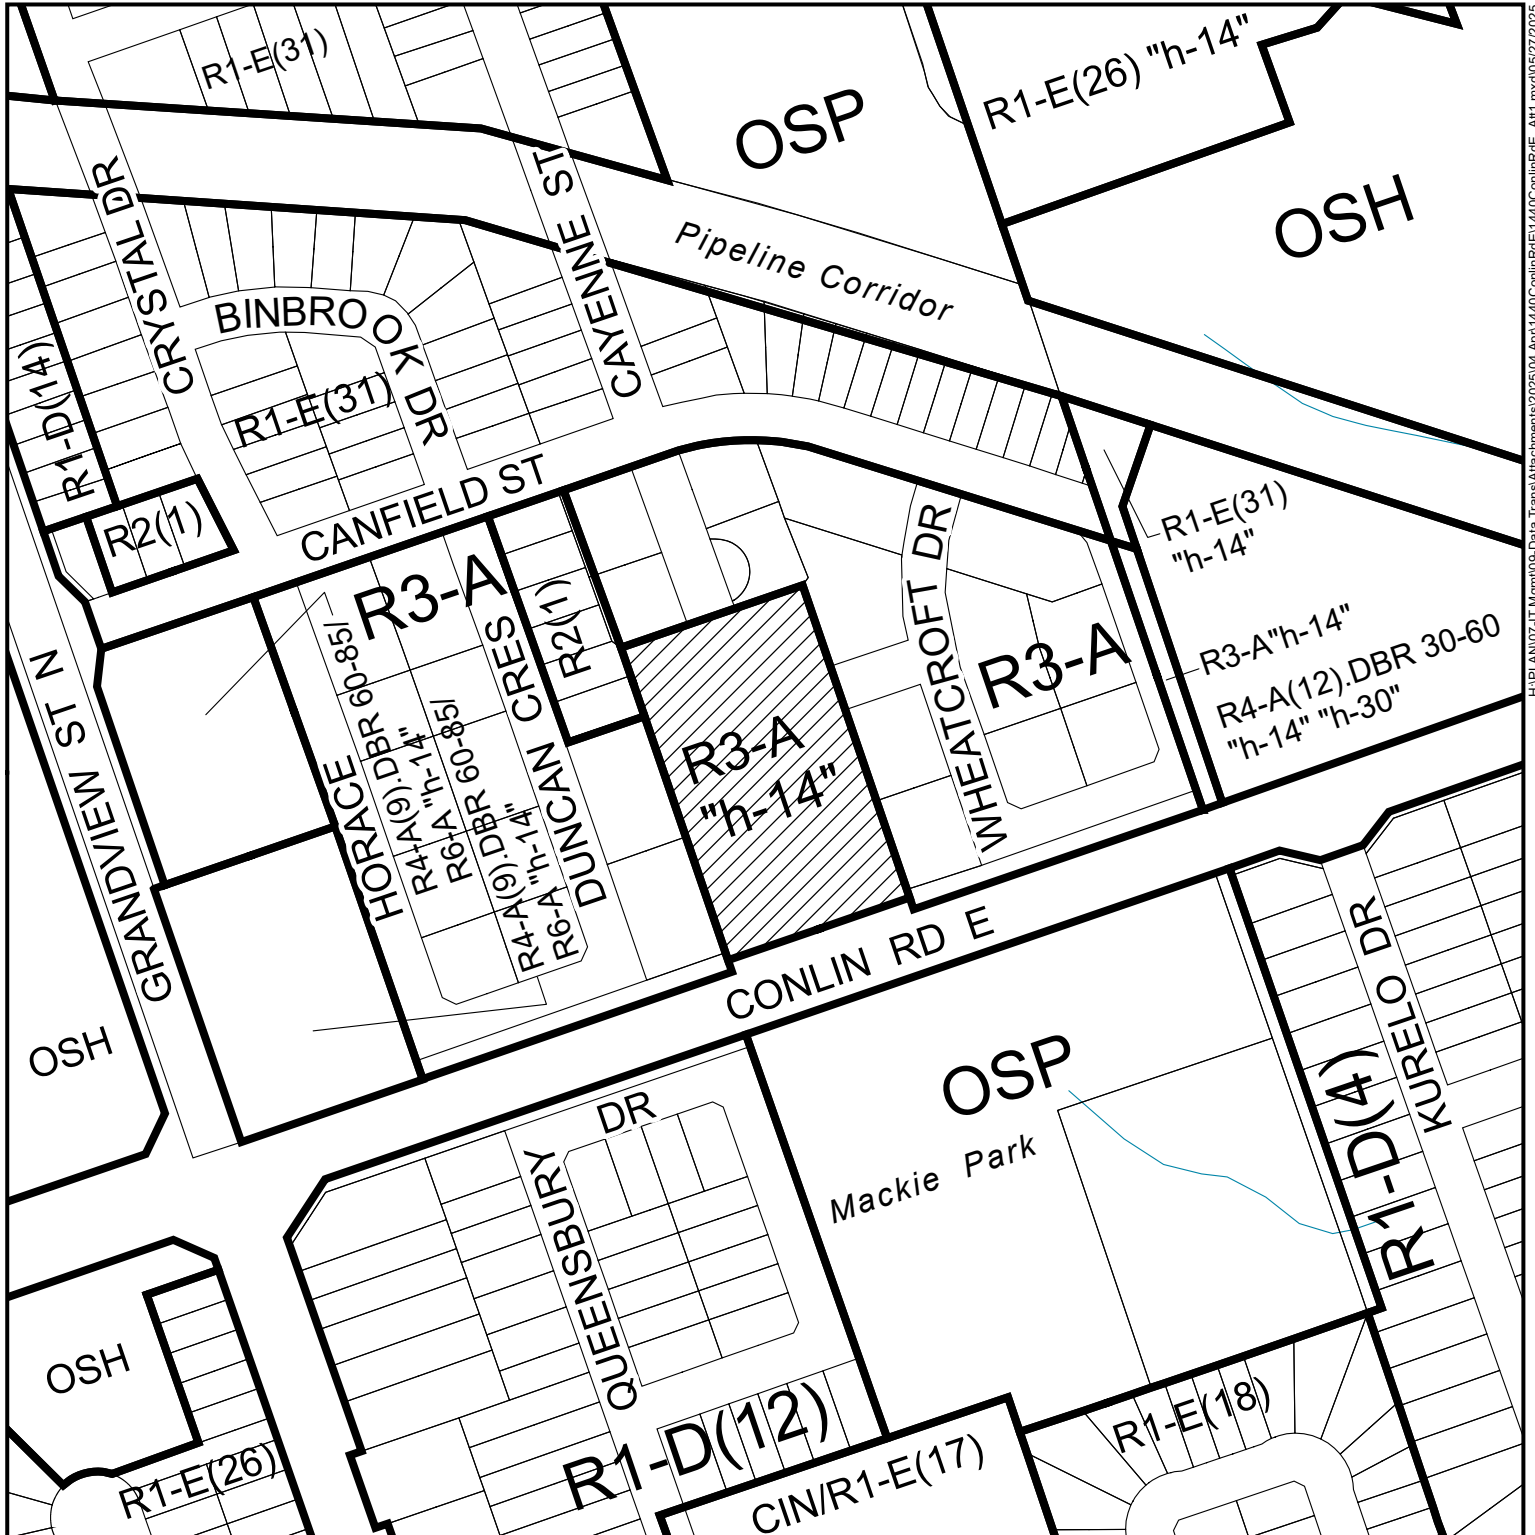 R1-E(31)
OSP
R1-E(26) "h-14"
OSH
CRYSTAL DR
CAYENNE ST
Pipeline Corridor
BINBROOK DR
R1-D(14)
R1-E(31)
R2(1)
CANFIELD ST
R3-A
R2(1)
WHEATCROFT DR
R1-E(31)
"h-14"
R3-A"h-14"
R4-A(12).DBR 30-60
"h-14" "h-30"
R3-A
GRANDVIEW ST N
HORACE
R4-A(9).DBR 60-85/
R6-A "h-14"
R4-A(9).DBR 60-85/
R6-A "h-14"
DUNCAN CRES
R3-A
"h-14"
CONLIN RD E
KURELO DR
OSH
OSP
Mackie Park
R1-D(4)
QUEENSBURY DR
OSH
R1-E(26)
R1-D(12)
CIN/R1-E(17)
R1-E(18)